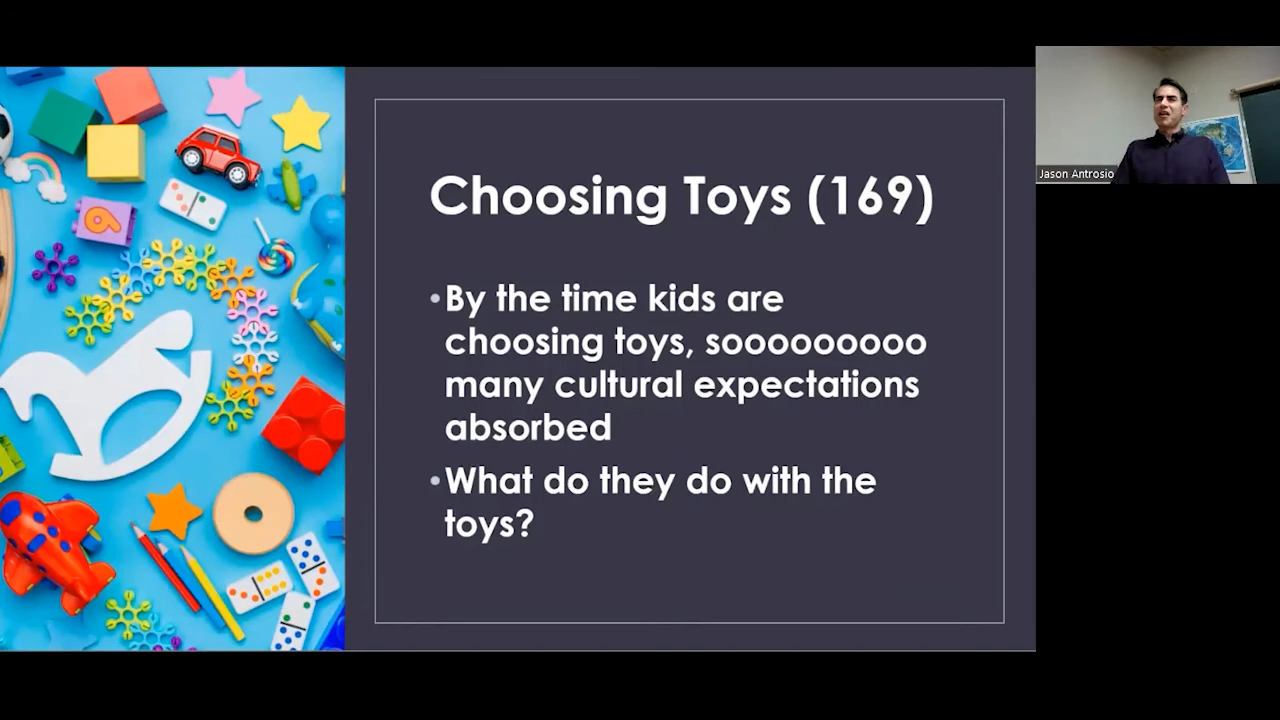 Choosing Toys (169)
•By the time kids are
choosing toys, sooooooooo
many cultural expectations
absorbed
•What do they do with the
toys?
Jason Antrosio